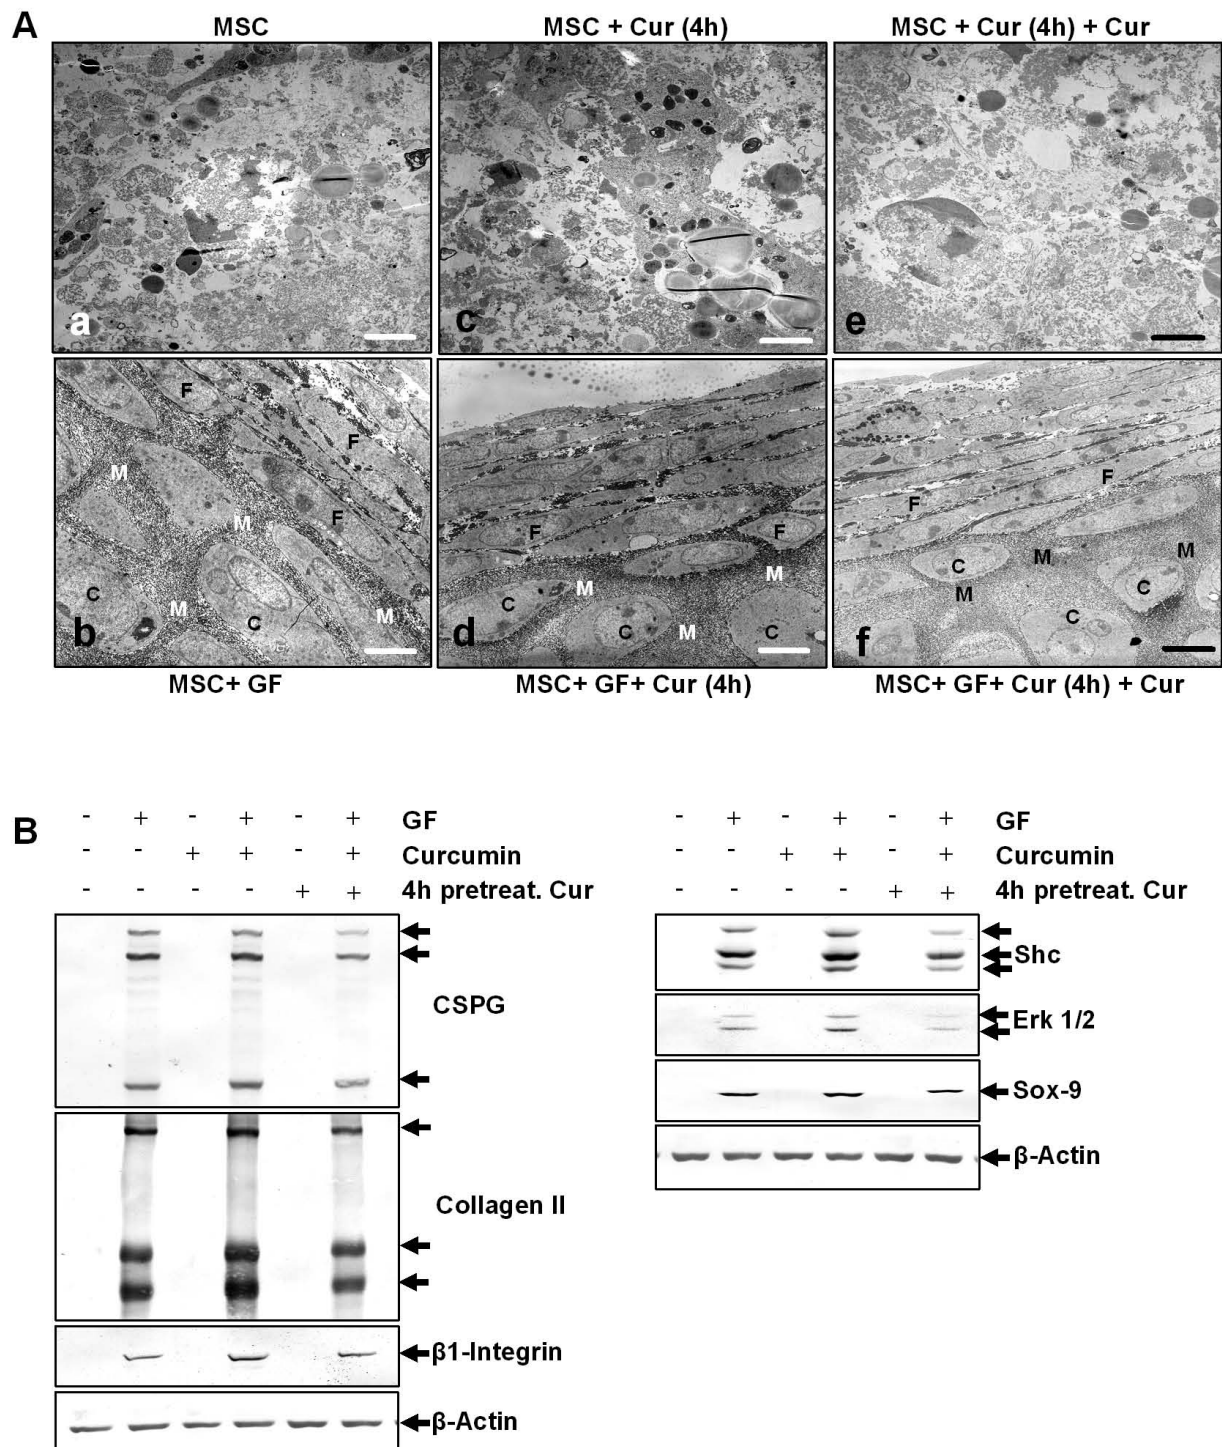 A
MSC
MSC + Cur (4h)
MSC + Cur (4h) + Cur
a
c
e
F
F
M
M
F
C
M
C
M
b
F
F
M
M
C
C
M
C
d
F
F
M
M
C
M
C
C
f
MSC+ GF
MSC+ GF+ Cur (4h)
MSC+ GF+ Cur (4h) + Cur
B
- + - + - + GF
- - + + - + Curcumin
- - - - + + 4h pretreat. Cur
CSPG
Collagen II
β1-Integrin
β-Actin
- + - + - + GF
- - + + - + Curcumin
- - - - + + 4h pretreat. Cur
Shc
Erk 1/2
Sox-9
β-Actin